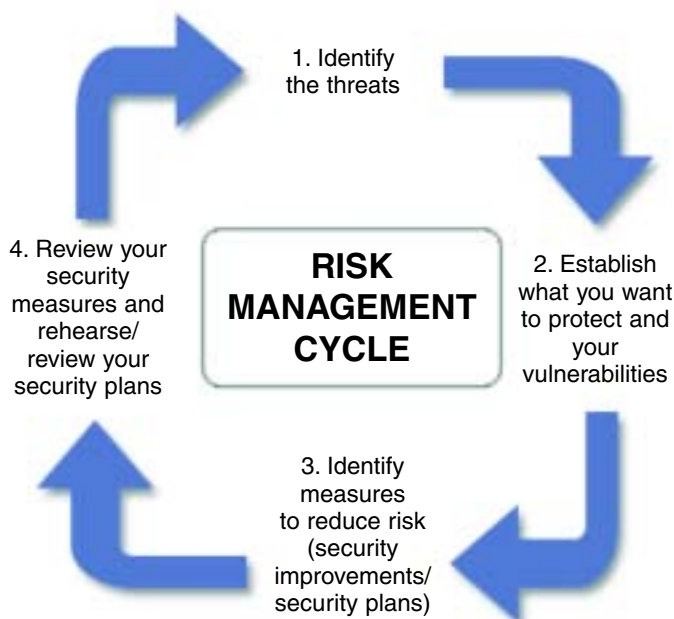 1. Identify
the threats
2. Establish
what you want
to protect and
your
vulnerabilities
3. Identify
measures
to reduce risk
(security
improvements/
security plans)
4. Review your
security
measures and
rehearse/
review your
security plans
RISK
MANAGEMENT
CYCLE